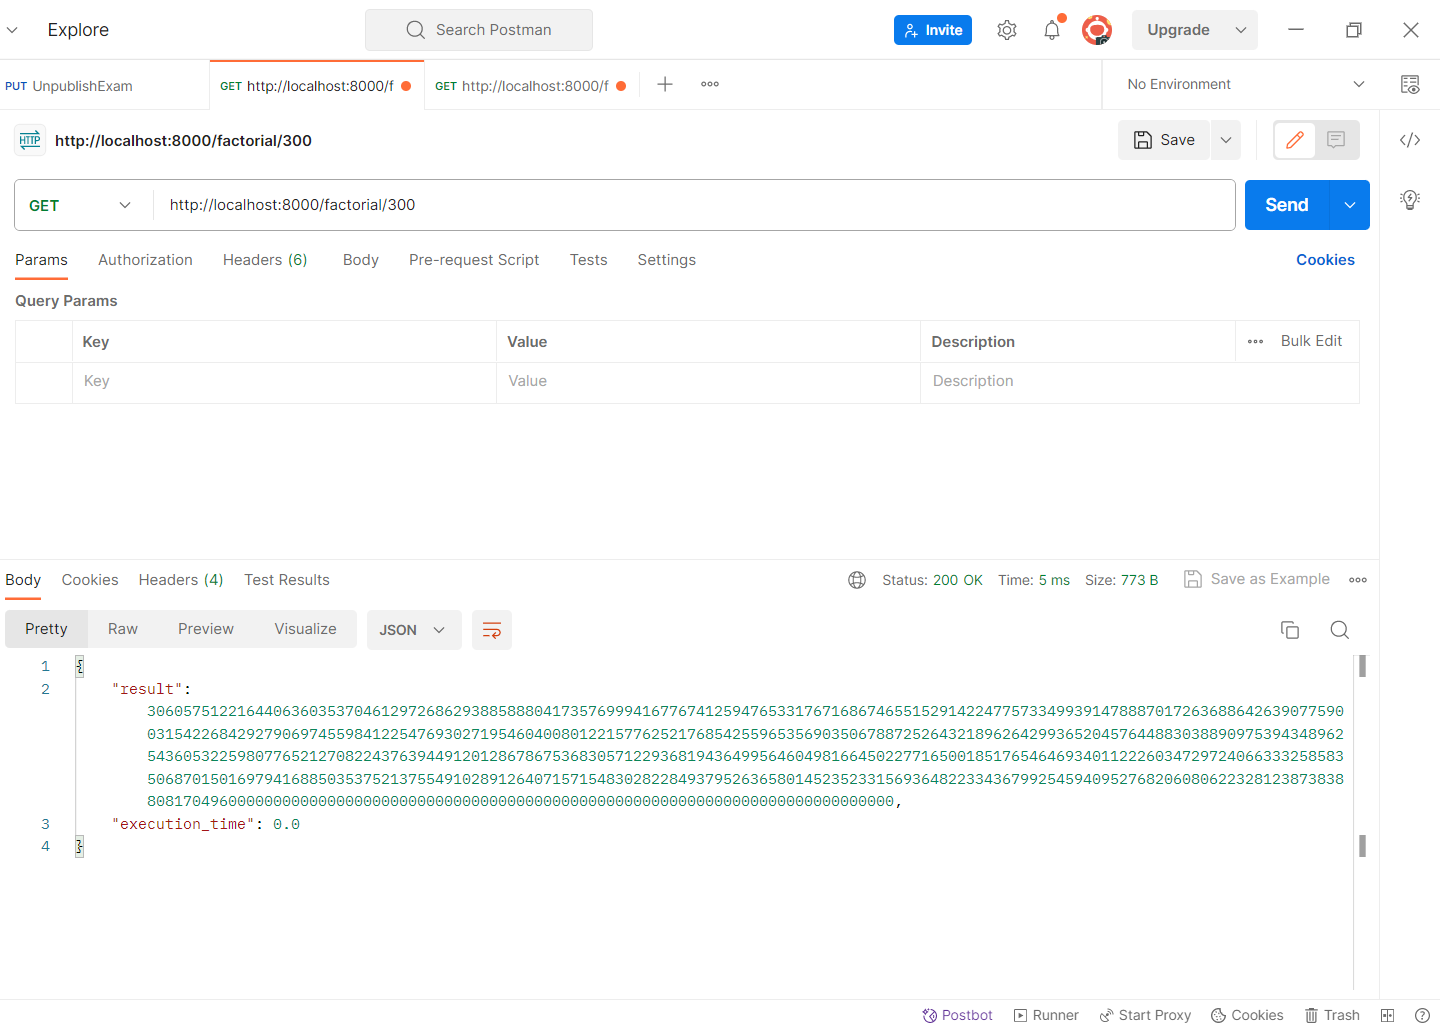 Explore
Search Postman
Invite
Upgrade
PUT UnpublishExam
GET http://localhost:8000/f
GET http://localhost:8000/f
No Environment
HTTP
http://localhost:8000/factorial/300
Save
GET
http://localhost:8000/factorial/300
Send
Params Authorization Headers (6) Body Pre-request Script Tests Settings Cookies
Query Params
Key Value Description Bulk Edit
Key Value Description
Body Cookies Headers (4) Test Results Status: 200 OK Time: 5 ms Size: 773 B Save as Example
Pretty Raw Preview Visualize JSON
1 {
2 "result":
306057512216440636035370461297268629388588804173576999416776741259476533176716867465515291422477573349939147888701726368864263907759003154226842927906974559841225476930271954604008012215776252176854255965356903506788725264321896264299365204576448830388909753943489625436053225980776521270822437639449120128678675368305712293681943649956460498166450227716500185176546469340112226034729724066333258583506870150169794168850353752137554910289126407157154830282284937952636580145235233156936482233436799254594095276820608062232812387383880817049600000000000000000000000000000000000000000000000000000000000000000000000000,
3 "execution_time": 0.0
4 }
Postbot Runner Start Proxy Cookies Trash